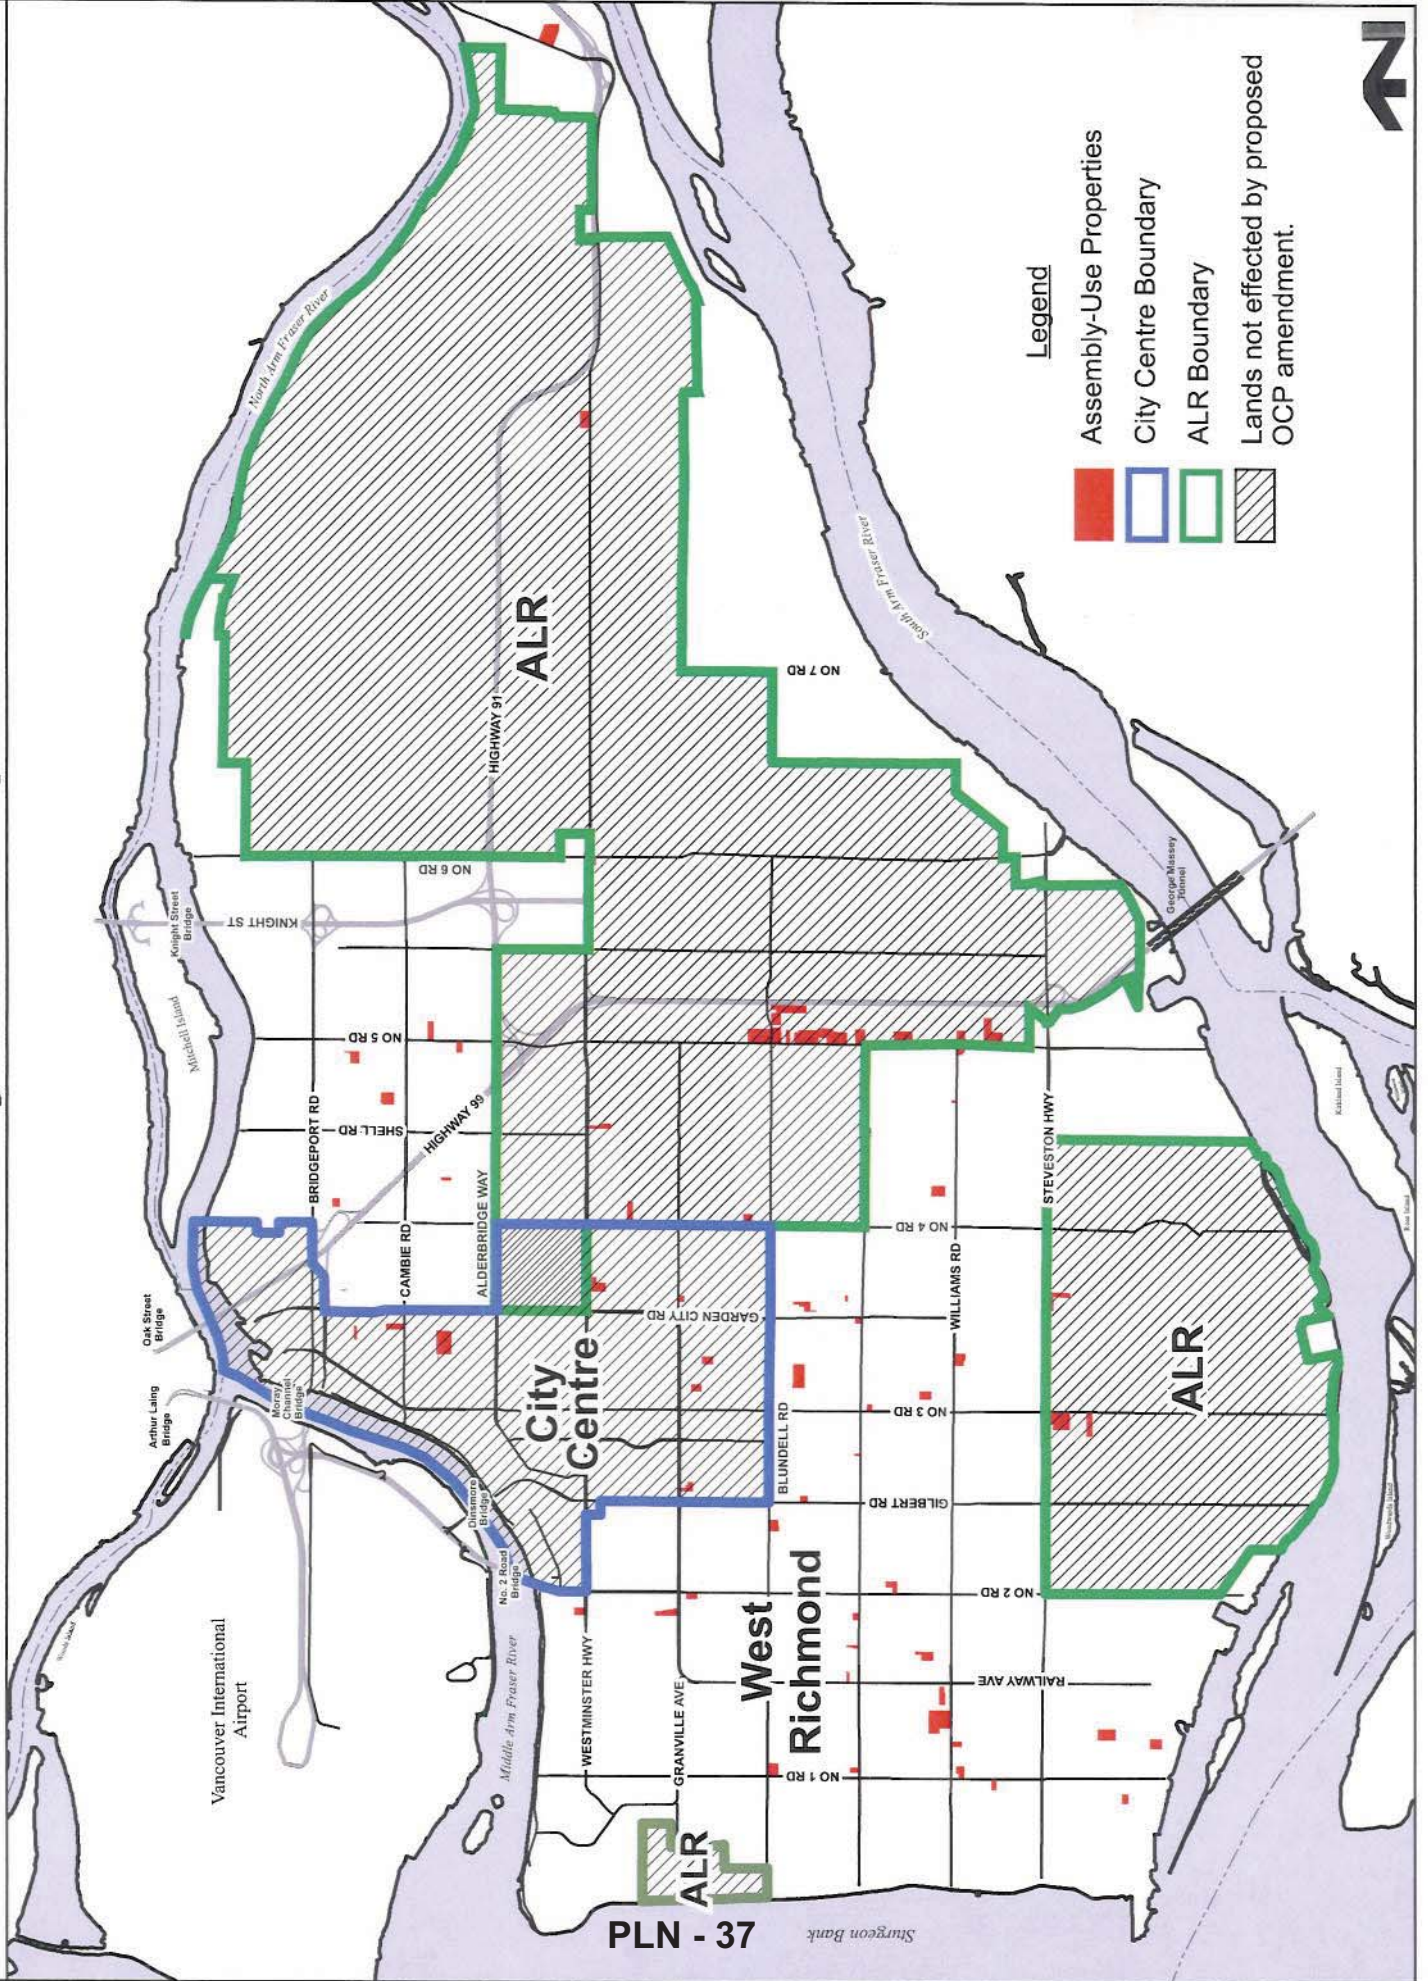 North Arm Fraser River
Mitchell Island
Knight Street
Bridge
KNIGHT ST
NO 6 RD
HIGHWAY 91
ALR
NO 7 RD
South Arm Fraser River
George Massey
Tunnel
Oak Street
Bridge
Arthur Laing
Bridge
Moray
Channel
Bridge
Dinsmore
Bridge
No. 2 Road
Bridge
Middle Arm Fraser River
Vancouver International
Airport
BRIDGEPORT RD
CAMBIE RD
ALDERBRIDGE WAY
HIGHWAY 99
SHELL RD
NO 5 RD
City
Centre
GARDEN CITY RD
NO 4 RD
NO 3 RD
GILBERT RD
NO 2 RD
RAILWAY AVE
NO 1 RD
WESTMINSTER HWY
GRANVILLE AVE
BLUNDELL RD
WILLIAMS RD
STEVESTON HWY
West
Richmond
ALR
ALR
Sturgeon Bank
Kirkland Island
Rose Island
Woodwards Island
Legend
Assembly-Use Properties
City Centre Boundary
ALR Boundary
Lands not effected by proposed
OCP amendment.
N
PLN - 37